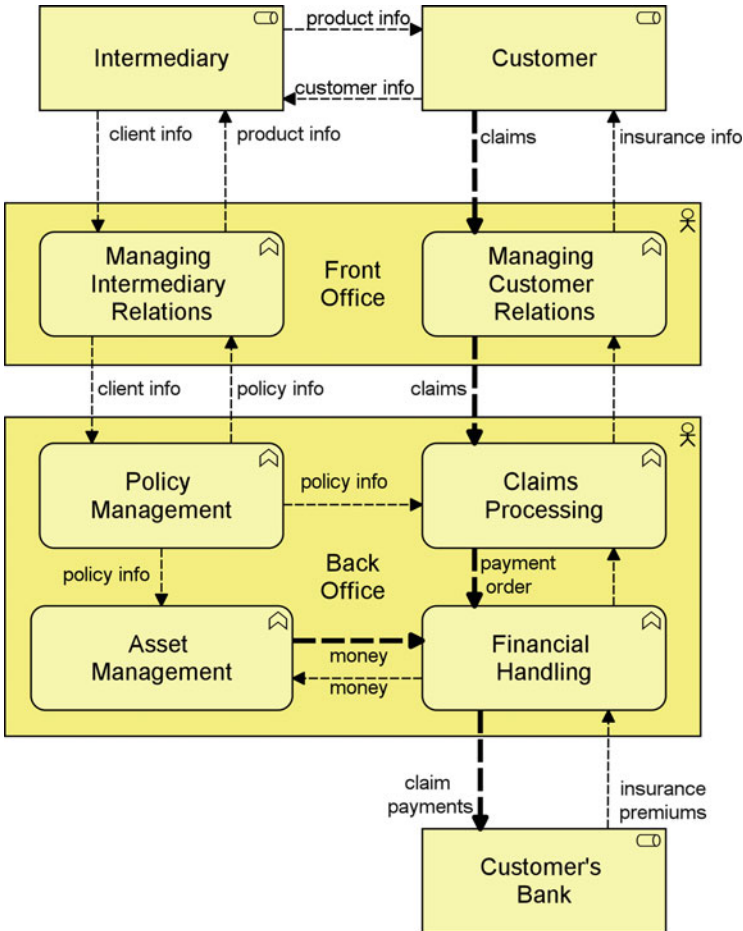 product info
Intermediary
Customer
customer info
client info
product info
claims
insurance info
Managing
Intermediary
Relations
Front
Office
Managing
Customer
Relations
client info
policy info
claims
Policy
Management
policy info
Claims
Processing
policy info
Back
Office
payment
order
Asset
Management
money
money
Financial
Handling
claim
payments
insurance
premiums
Customer's
Bank